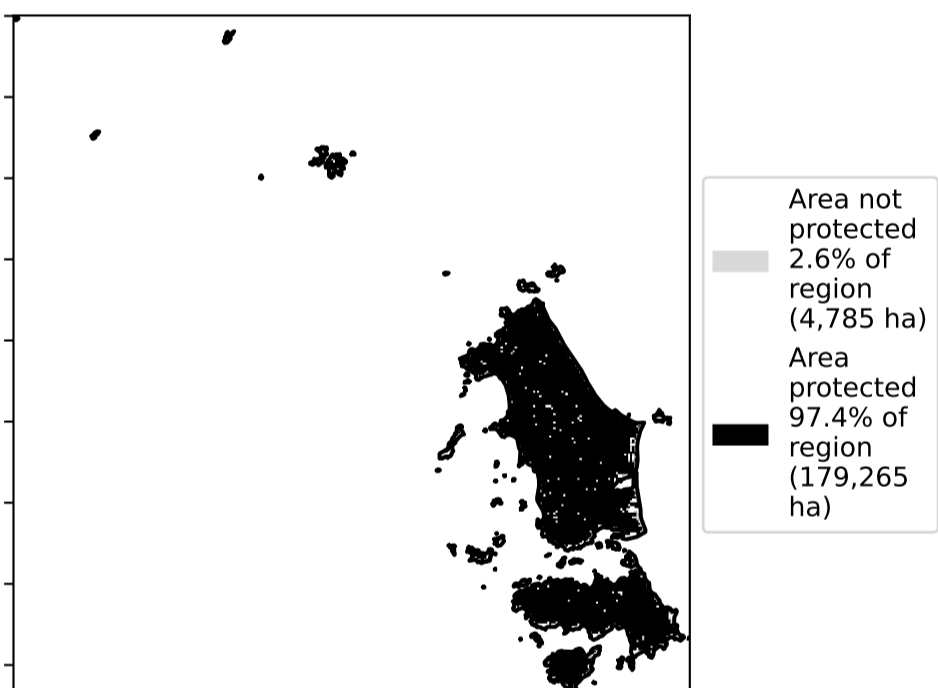 Area not
protected
2.6% of
region
(4,785 ha)
Area
protected
97.4% of
region
(179,265
ha)